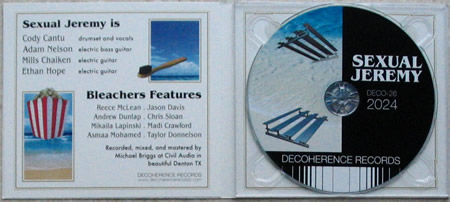 Sexual Jeremy is
Cody Cantu drumset and vocals
Adam Nelson electric bass guitar
Mills Chaiken electric guitar
Ethan Hope electric guitar
Bleachers Features
Reece McLean . Jason Davis
Andrew Dunlap . Chris Sloan
Mikaila Lapinski . Madi Crawford
Asmaa Mohamed . Taylor Donnelson
Recorded, mixed, and mastered by
Michael Briggs at Civil Audio in
beautiful Denton TX
DECOHERENCE RECORDS
SEXUAL
JEREMY
DECO-26
2024
DECOHERENCE RECORDS